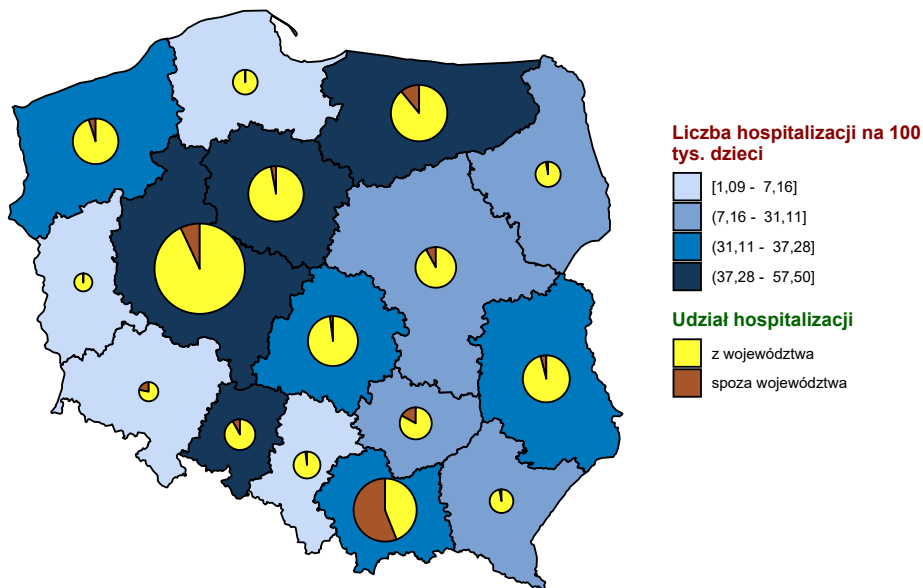 Liczba hospitalizacji na 100
tys. dzieci
[1,09 - 7,16]
(7,16 - 31,11]
(31,11 - 37,28]
(37,28 - 57,50]
Udział hospitalizacji
z województwa
spoza województwa